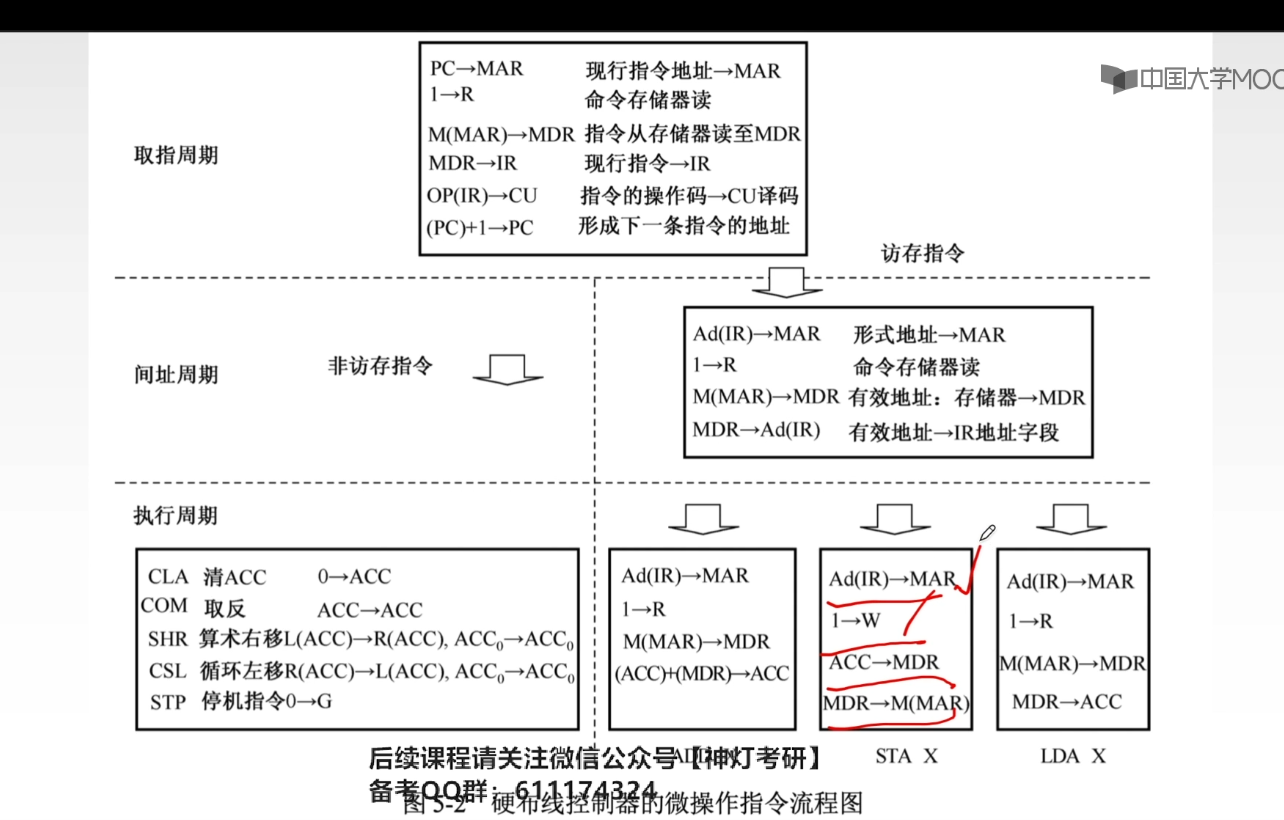 中国大学MOO
取指周期
PC→MAR 现行指令地址→MAR
1→R 命令存储器读
M(MAR)→MDR 指令从存储器读至MDR
MDR→IR 现行指令→IR
OP(IR)→CU 指令的操作码→CU译码
(PC)+1→PC 形成下一条指令的地址
访存指令
间址周期
非访存指令
Ad(IR)→MAR 形式地址→MAR
1→R 命令存储器读
M(MAR)→MDR 有效地址：存储器→MDR
MDR→Ad(IR) 有效地址→IR地址字段
执行周期
CLA 清ACC 0→ACC
COM 取反 ACC→ACC
SHR 算术右移L(ACC)→R(ACC), ACC₀→ACC₀
CSL 循环左移R(ACC)→L(ACC), ACC₀→ACC₀
STP 停机指令0→G
Ad(IR)→MAR
1→R
M(MAR)→MDR
(ACC)+(MDR)→ACC
Ad(IR)→MAR
1→W
ACC→MDR
MDR→M(MAR)
STA X
Ad(IR)→MAR
1→R
M(MAR)→MDR
MDR→ACC
LDA X
后续课程请关注微信公众号【神灯考研】
备考QQ群：611174324
图 5-2 硬布线控制器的微操作指令流程图